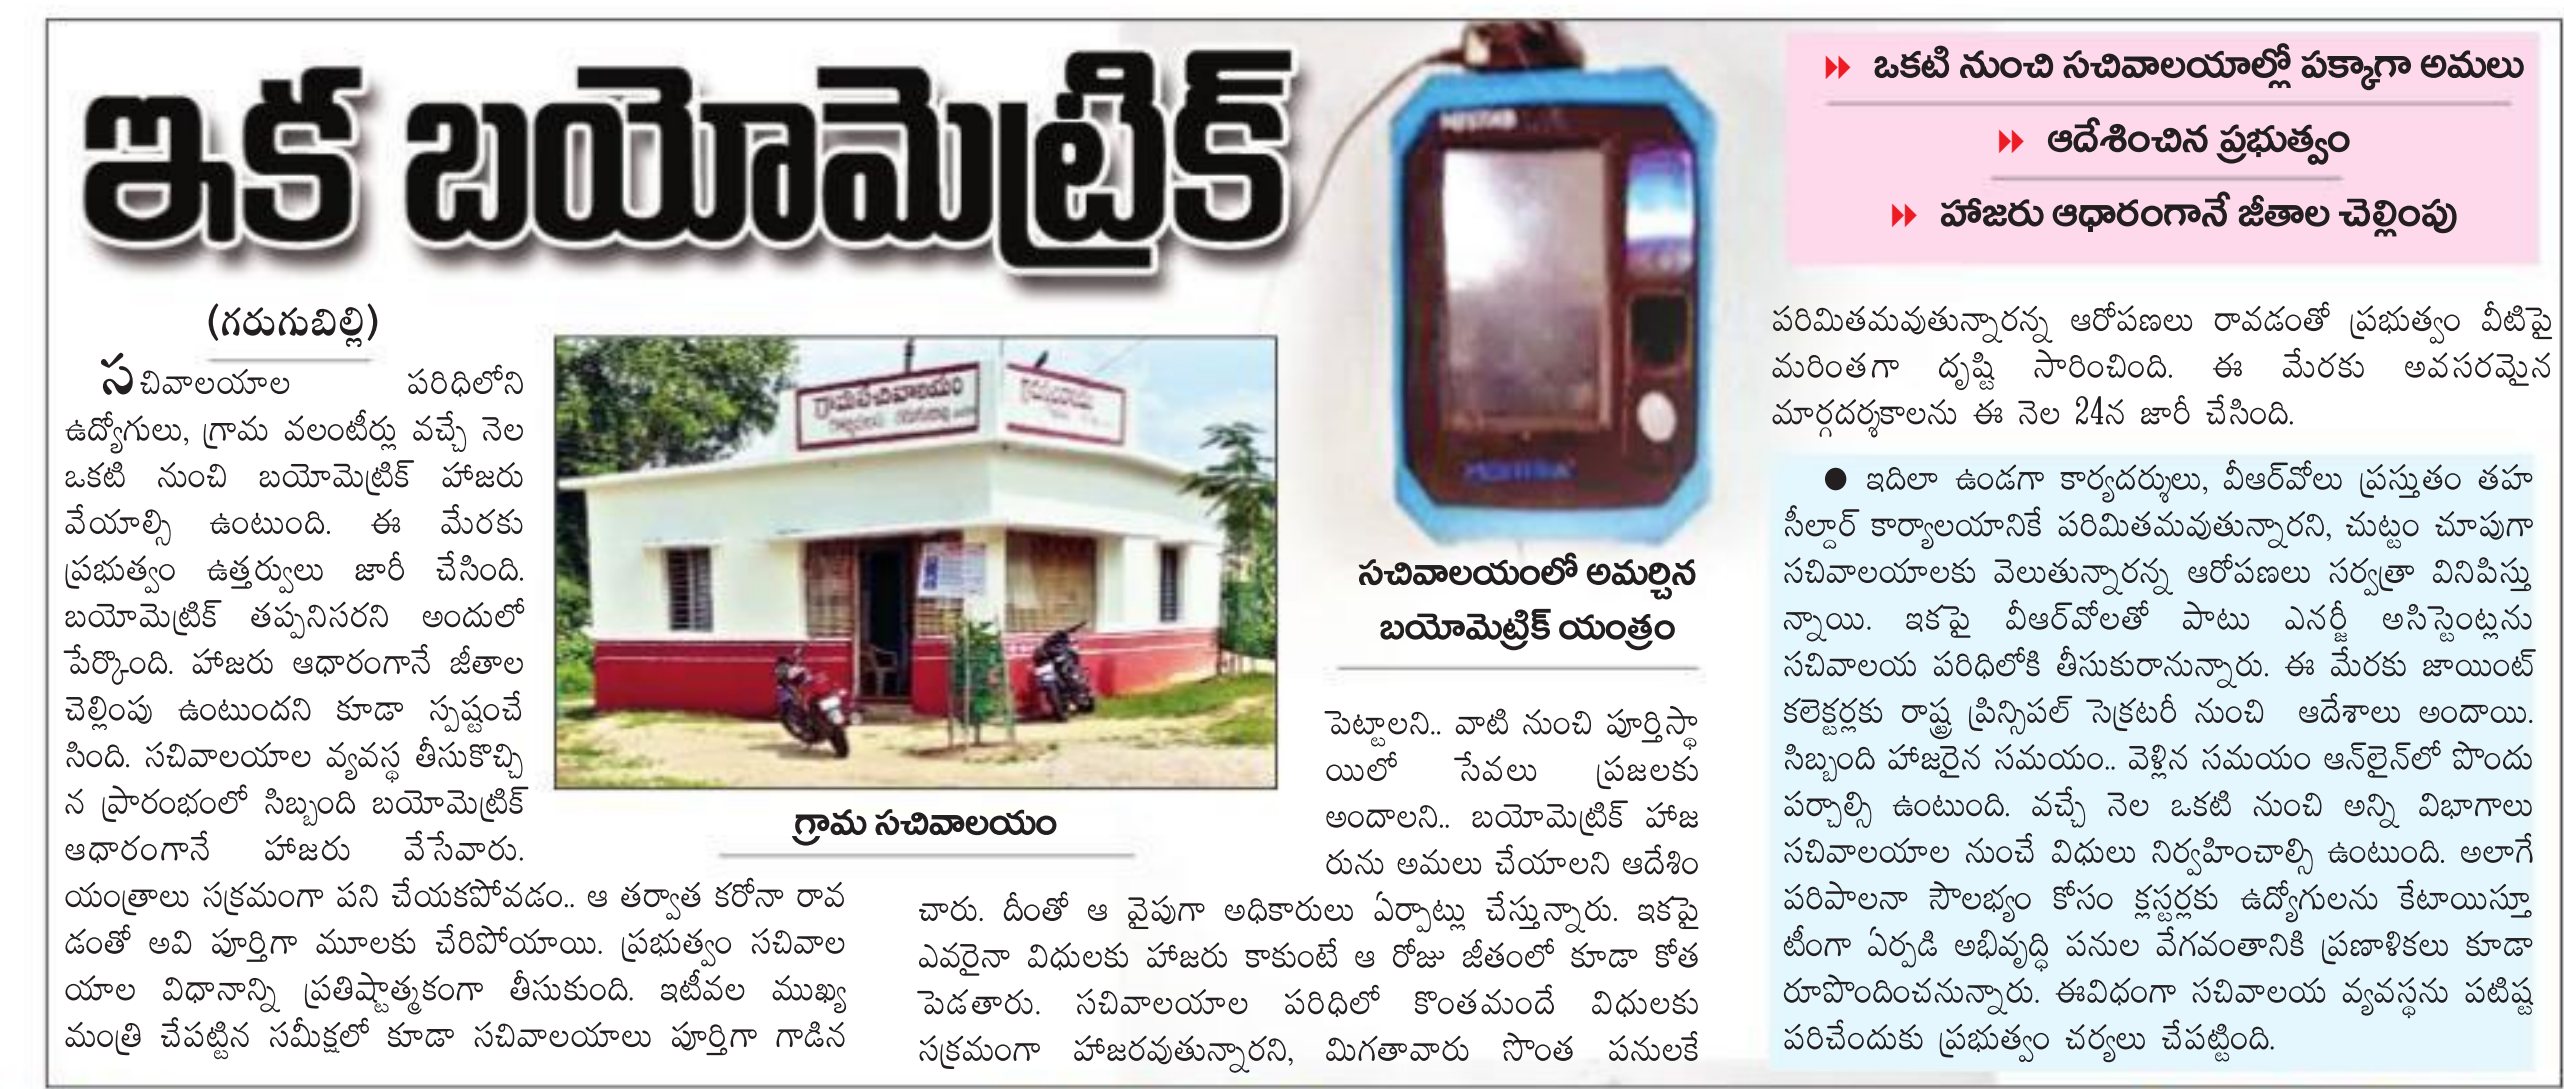 ఇక బయోమెట్రిక్
ఒకటి నుంచి సచివాలయాల్లో పక్కాగా అమలు
ఆదేశించిన ప్రభుత్వం
హాజరు ఆధారంగానే జీతాల చెల్లింపు
(గరుగుబిల్లి)
సచివాలయాల పరిధిలోని
ఉద్యోగులు, గ్రామ వలంటీర్లు వచ్చే నెల
ఒకటి నుంచి బయోమెట్రిక్ హాజరు
వేయాల్సి ఉంటుంది. ఈ మేరకు
ప్రభుత్వం ఉత్తర్వులు జారీ చేసింది.
బయోమెట్రిక్ తప్పనిసరని అందులో
పేర్కొంది. హాజరు ఆధారంగానే జీతాల
చెల్లింపు ఉంటుందని కూడా స్పష్టంచే
సింది. సచివాలయాల వ్యవస్థ తీసుకొచ్చి
న ప్రారంభంలో సిబ్బంది బయోమెట్రిక్
ఆధారంగానే హాజరు వేసేవారు.
యంత్రాలు సక్రమంగా పని చేయకపోవడం.. ఆ తర్వాత కరోనా రావ
డంతో అవి పూర్తిగా మూలకు చేరిపోయాయి. ప్రభుత్వం సచివాల
యాల విధానాన్ని ప్రతిష్టాత్మకంగా తీసుకుంది. ఇటీవల ముఖ్య
మంత్రి చేపట్టిన సమీక్షలో కూడా సచివాలయాలు పూర్తిగా గాడిన
గ్రామసచివాలయం
గ్రామ సచివాలయం
సచివాలయంలో అమర్చిన
బయోమెట్రిక్ యంత్రం
పెట్టాలని.. వాటి నుంచి పూర్తిస్థా
యిలో సేవలు ప్రజలకు
అందాలని.. బయోమెట్రిక్ హాజ
రును అమలు చేయాలని ఆదేశిం
చారు. దీంతో ఆ వైపుగా అధికారులు ఏర్పాట్లు చేస్తున్నారు. ఇకపై
ఎవరైనా విధులకు హాజరు కాకుంటే ఆ రోజు జీతంలో కూడా కోత
పెడతారు. సచివాలయాల పరిధిలో కొంతమందే విధులకు
సక్రమంగా హాజరవుతున్నారని, మిగతావారు సొంత పనులకే
పరిమితమవుతున్నారన్న ఆరోపణలు రావడంతో ప్రభుత్వం వీటిపై
మరింతగా దృష్టి సారించింది. ఈ మేరకు అవసరమైన
మార్గదర్శకాలను ఈ నెల 24న జారీ చేసింది.
● ఇదిలా ఉండగా కార్యదర్శులు, వీఆర్‌వోలు ప్రస్తుతం తహ
సీల్దార్ కార్యాలయానికే పరిమితమవుతున్నారని, చుట్టం చూపుగా
సచివాలయాలకు వెలుతున్నారన్న ఆరోపణలు సర్వత్రా వినిపిస్తు
న్నాయి. ఇకపై వీఆర్‌వోలతో పాటు ఎనర్జీ అసిస్టెంట్లను
సచివాలయ పరిధిలోకి తీసుకురానున్నారు. ఈ మేరకు జాయింట్
కలెక్టర్లకు రాష్ట్ర ప్రిన్సిపల్ సెక్రటరీ నుంచి ఆదేశాలు అందాయి.
సిబ్బంది హాజరైన సమయం.. వెళ్లిన సమయం ఆన్‌లైన్‌లో పొందు
పర్చాల్సి ఉంటుంది. వచ్చే నెల ఒకటి నుంచి అన్ని విభాగాలు
సచివాలయాల నుంచే విధులు నిర్వహించాల్సి ఉంటుంది. అలాగే
పరిపాలనా సౌలభ్యం కోసం క్లస్టర్లకు ఉద్యోగులను కేటాయిస్తూ
టీంగా ఏర్పడి అభివృద్ధి పనుల వేగవంతానికి ప్రణాళికలు కూడా
రూపొందించనున్నారు. ఈవిధంగా సచివాలయ వ్యవస్థను పటిష్ట
పరిచేందుకు ప్రభుత్వం చర్యలు చేపట్టింది.